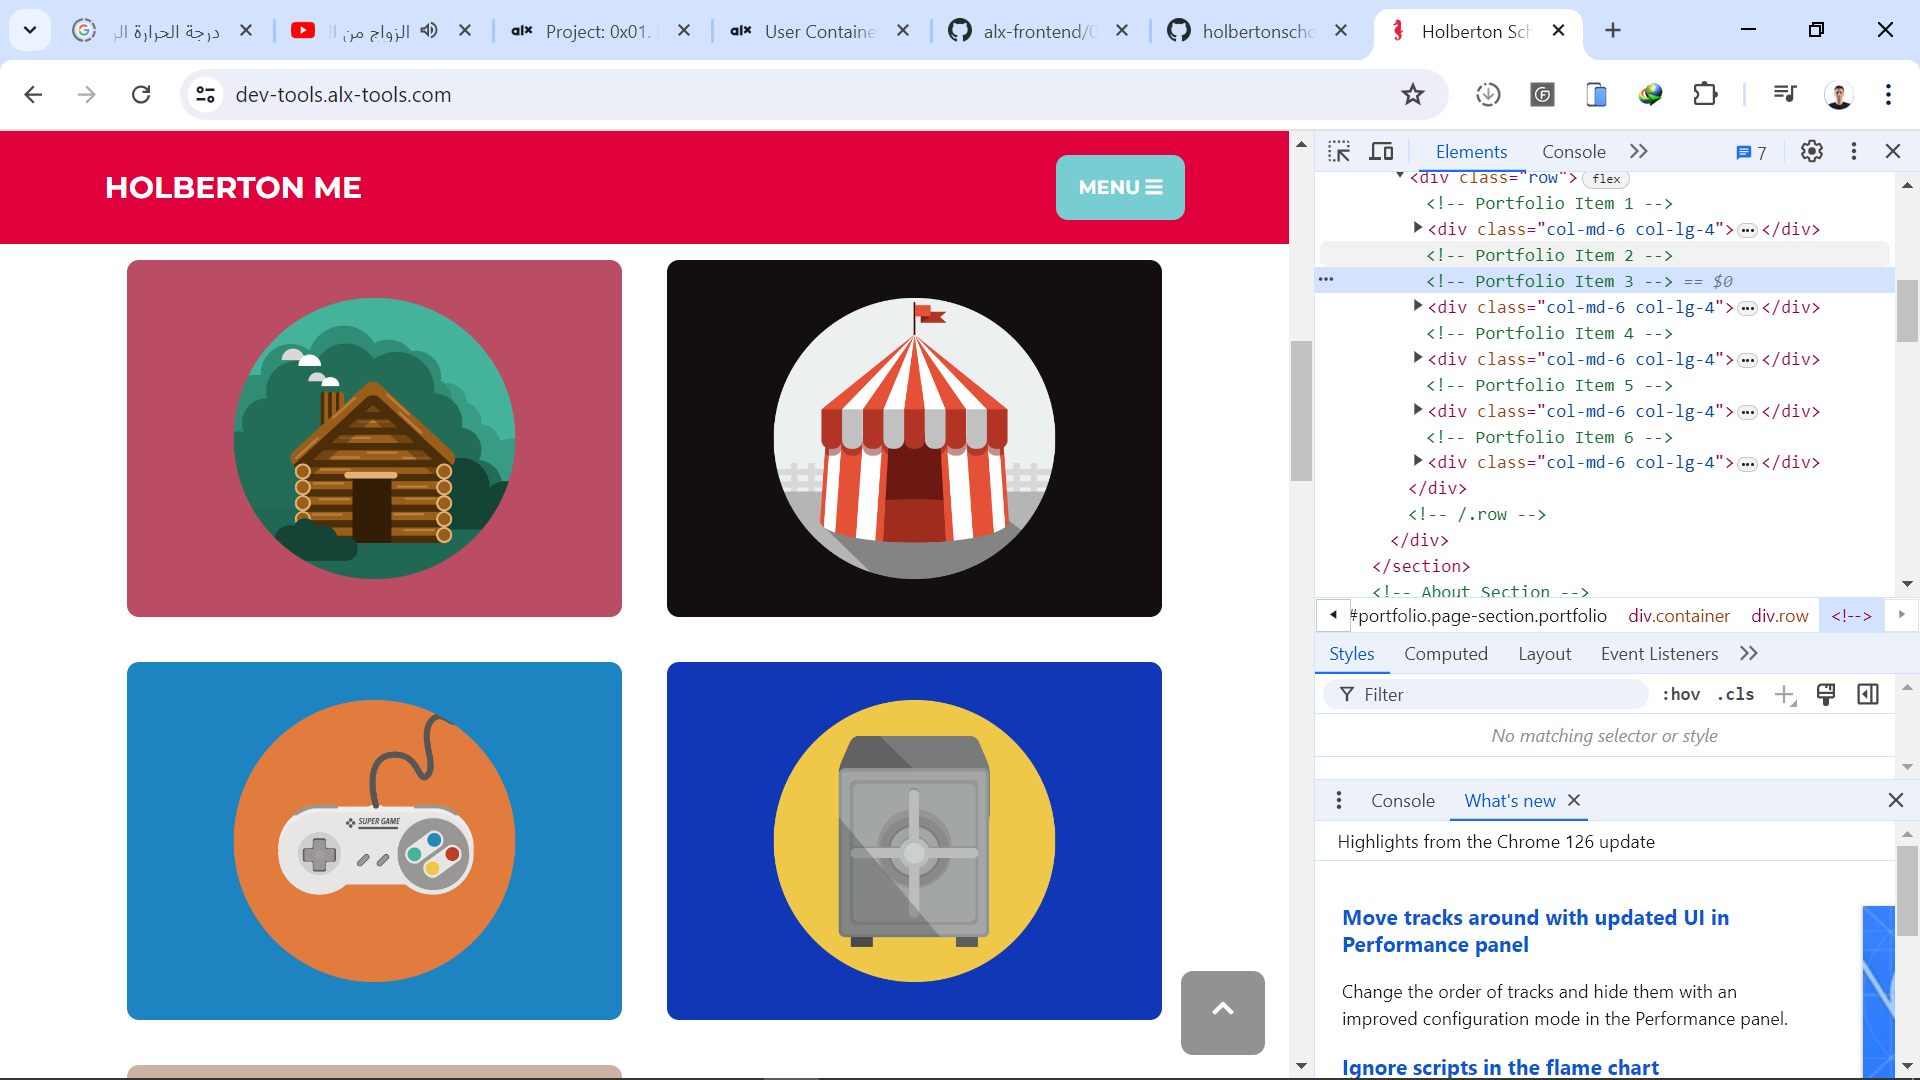 درجة الحرارة الر
الزواج من ا
alx Project: 0x01.
alx User Containe
alx-frontend/0
holbertonscho
Holberton Sch
dev-tools.alx-tools.com
HOLBERTON ME
MENU
SUPER GAME
Elements
Console
7
<div class="row"> flex
<!-- Portfolio Item 1 -->
<div class="col-md-6 col-lg-4"> … </div>
<!-- Portfolio Item 2 -->
<!-- Portfolio Item 3 --> == $0
<div class="col-md-6 col-lg-4"> … </div>
<!-- Portfolio Item 4 -->
<div class="col-md-6 col-lg-4"> … </div>
<!-- Portfolio Item 5 -->
<div class="col-md-6 col-lg-4"> … </div>
<!-- Portfolio Item 6 -->
<div class="col-md-6 col-lg-4"> … </div>
</div>
<!-- /.row -->
</div>
</section>
<!-- About Section -->
#portfolio.page-section.portfolio div.container div.row <!-->
Styles Computed Layout Event Listeners
Filter :hov .cls
No matching selector or style
Console What's new
Highlights from the Chrome 126 update
Move tracks around with updated UI in
Performance panel
Change the order of tracks and hide them with an
improved configuration mode in the Performance panel.
Ignore scripts in the flame chart